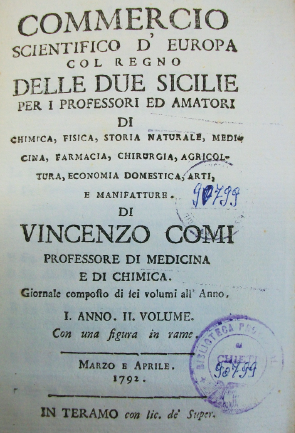 COMMERCIO
SCIENTIFICO D' EUROPA
COL REGNO
DELLE DUE SICILIE
PER I PROFESSORI ED AMATORI
DI
CHIMICA, FISICA, STORIA NATURALE, MEDI-
CINA, FARMACIA, CHIRURGIA, AGRICOL-
TURA, ECONOMIA DOMESTICA, ARTI,
E MANIFATTURE.
90799
DI
VINCENZO COMI
PROFESSORE DI MEDICINA
E DI CHIMICA.
Giornale composto di sei volumi all' Anno.
I. ANNO. II. VOLUME.
Con una figura in rame.
BIBLIOTECA
CHIETI
MARZO E APRILE.
1792.
IN TERAMO con lic. de' Super.